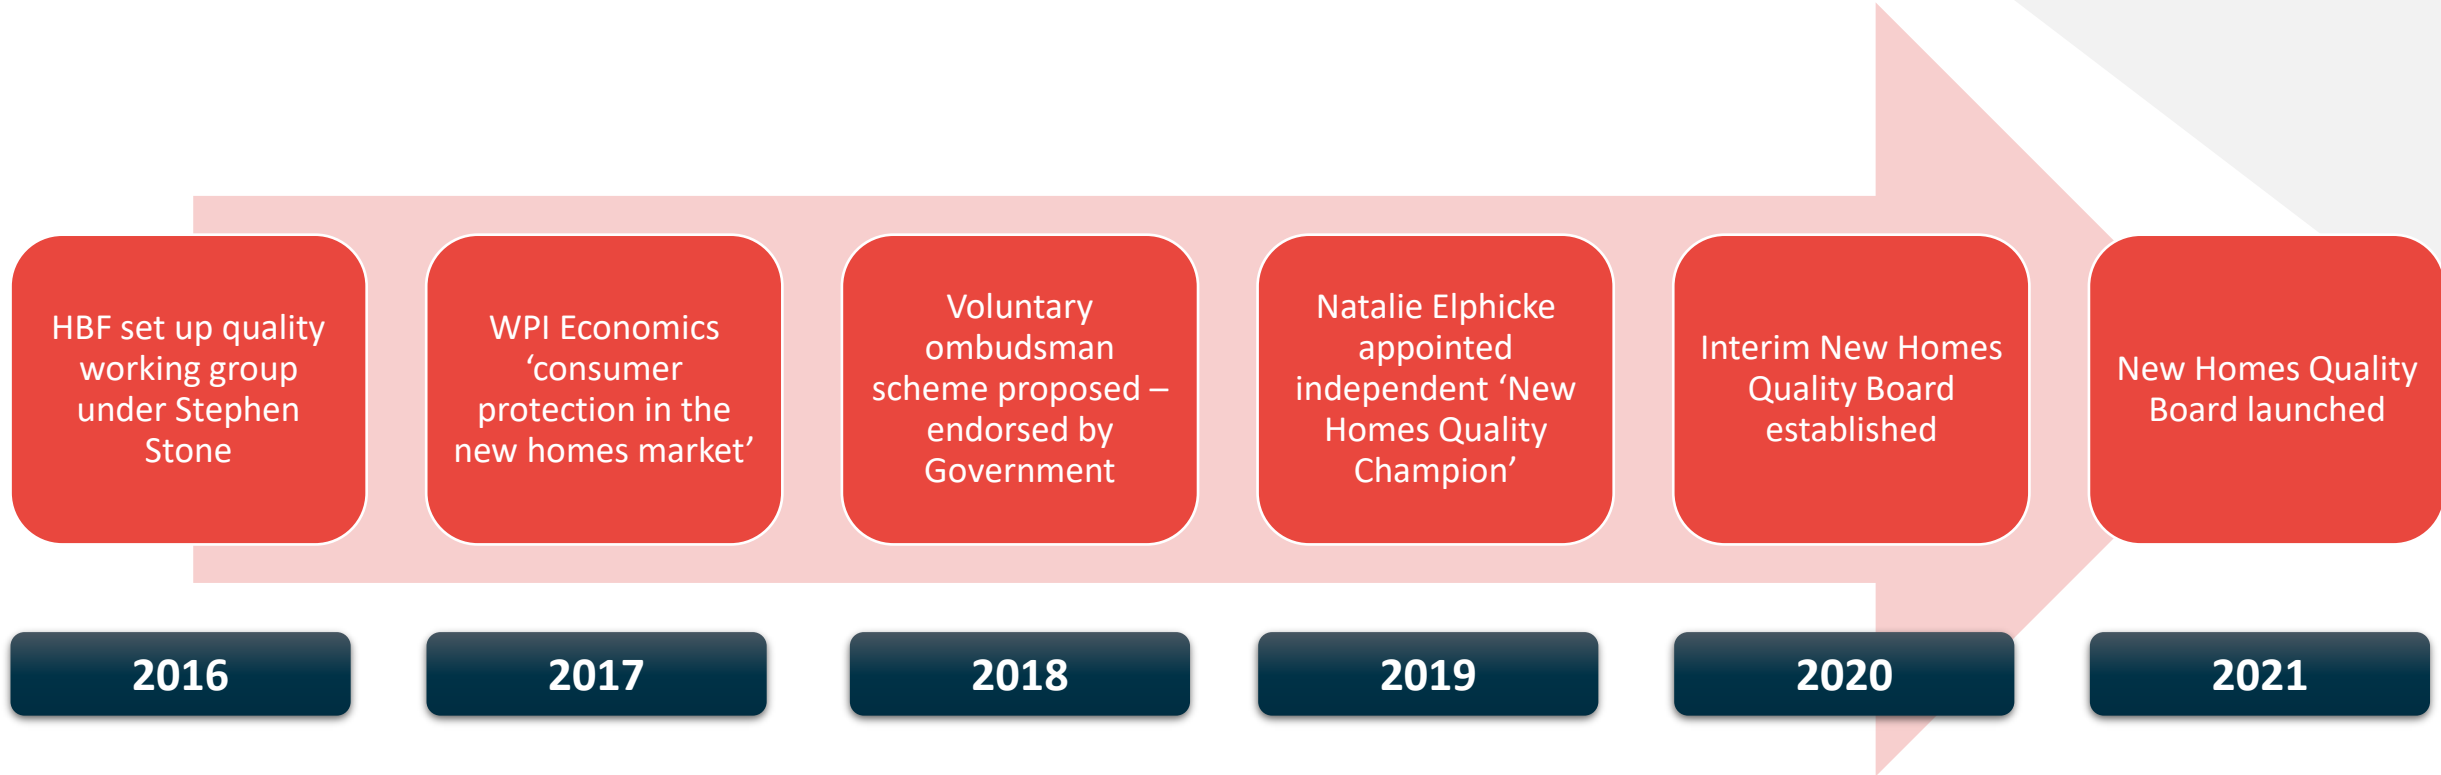 HBF set up quality
working group
under Stephen
Stone
WPI Economics
‘consumer
protection in the
new homes market’
Voluntary
ombudsman
scheme proposed –
endorsed by
Government
Natalie Elphicke
appointed
independent ‘New
Homes Quality
Champion’
Interim New Homes
Quality Board
established
New Homes Quality
Board launched
2016
2017
2018
2019
2020
2021